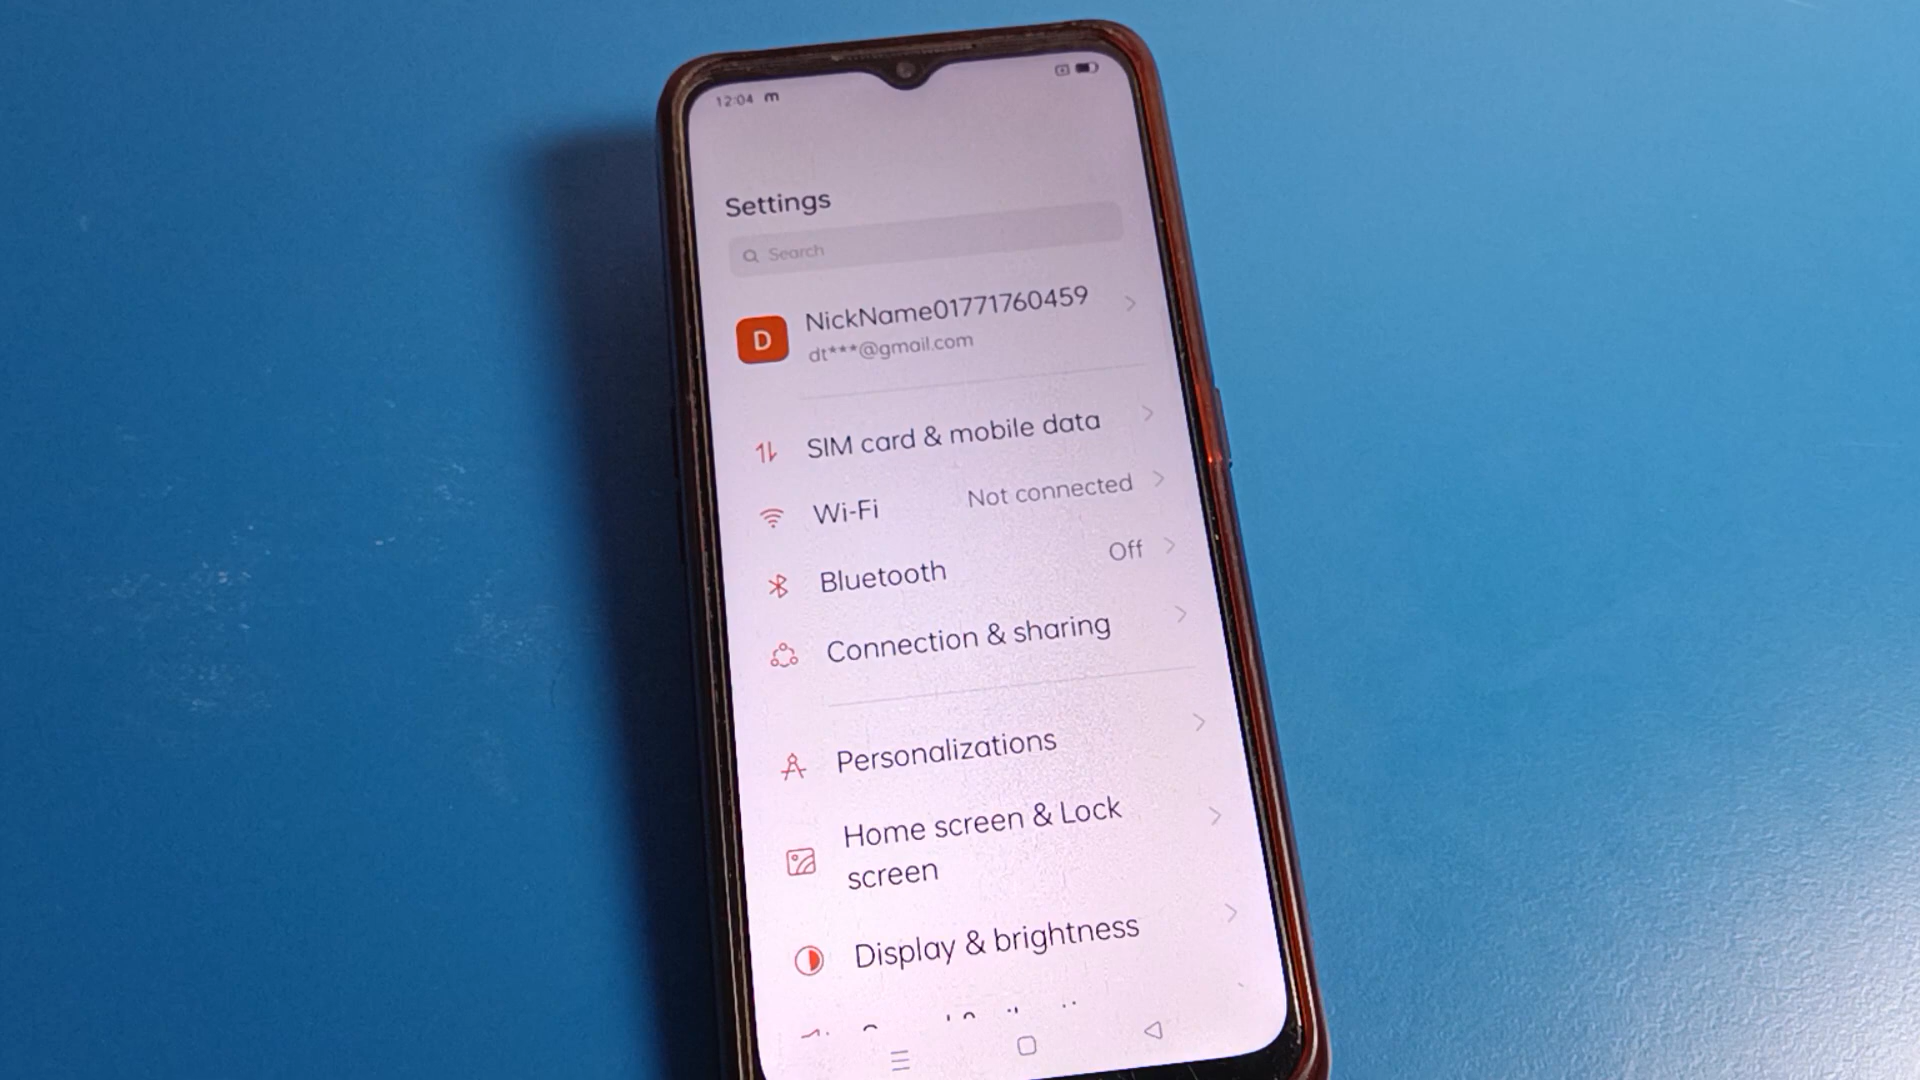 12:04 m
Settings
Search
D
NickName01771760459
dt***@gmail.com
SIM card & mobile data
Wi-Fi Not connected
Bluetooth Off
Connection & sharing
Personalizations
Home screen & Lock
screen
Display & brightness